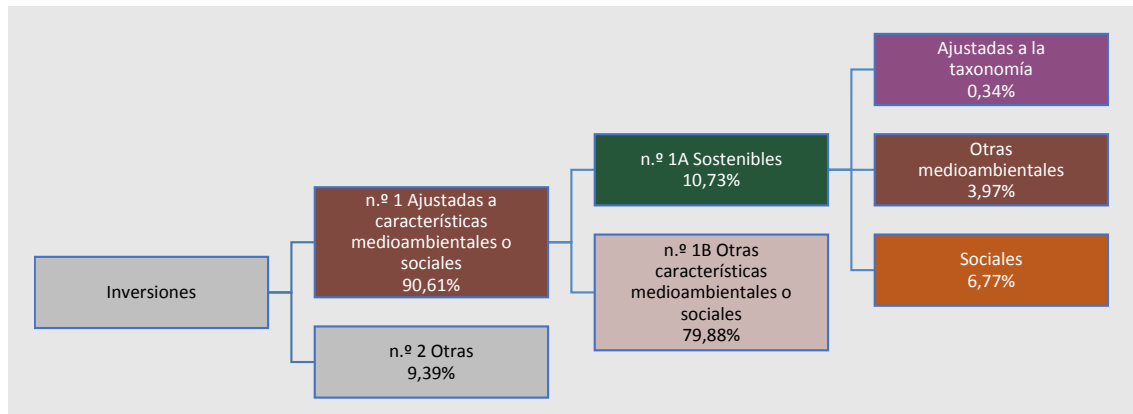 Inversiones
n.º 1 Ajustadas a
características
medioambientales o
sociales
90,61%
n.º 2 Otras
9,39%
n.º 1A Sostenibles
10,73%
n.º 1B Otras
características
medioambientales o
sociales
79,88%
Ajustadas a la
taxonomía
0,34%
Otras
medioambientales
3,97%
Sociales
6,77%